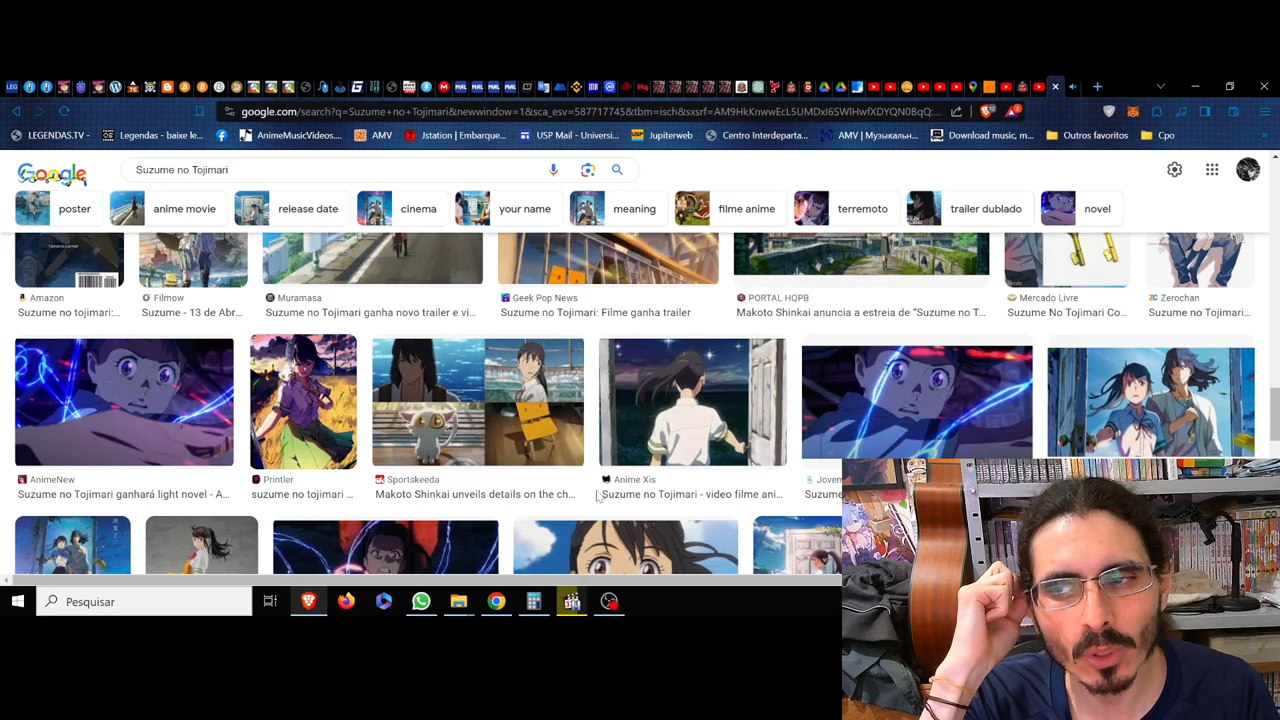 google.com/search?q=Suzume+no+Tojimari&newwindow=1&sca_esv=587717745&tbm=isch&sxsrf=AM9HkKnwwEcL5UMDxI6SWIHwfXDYQN0BqQ:
LEGENDAS.TV - Legendas - baixe le... AnimeMusicVideos.... AMV Jstation | Embarque... USP Mail - Universi... Jupiterweb Centro Interdeparta... AMV | Музыкальн... Download music, m... Outros favoritos Cpo
Google Suzume no Tojimari
poster anime movie release date cinema your name meaning filme anime terremoto trailer dublado novel
Amazon Filmow Muramasa Geek Pop News PORTAL HQPB Mercado Livre Zerochan
Suzume no tojimari:... Suzume - 13 de Abr... Suzume no Tojimari ganha novo trailer e vi... Suzume no Tojimari: Filme ganha trailer Makoto Shinkai anuncia a estreia de “Suzume no T... Suzume No Tojimari Co... Suzume no Tojimari...
AnimeNew Printler Sportskeeda Anime Xis Jovem
Suzume no Tojimari ganhará light novel - A... suzume no tojimari ... Makoto Shinkai unveils details on the ch... Suzume no Tojimari - video filme ani... Suzume
Pesquisar